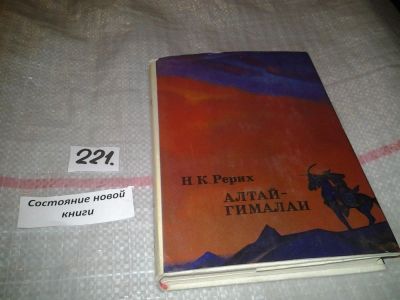 221.
Состояние новой
книги
Н. К. Рерих
АЛТАЙ-
ГИМАЛАИ